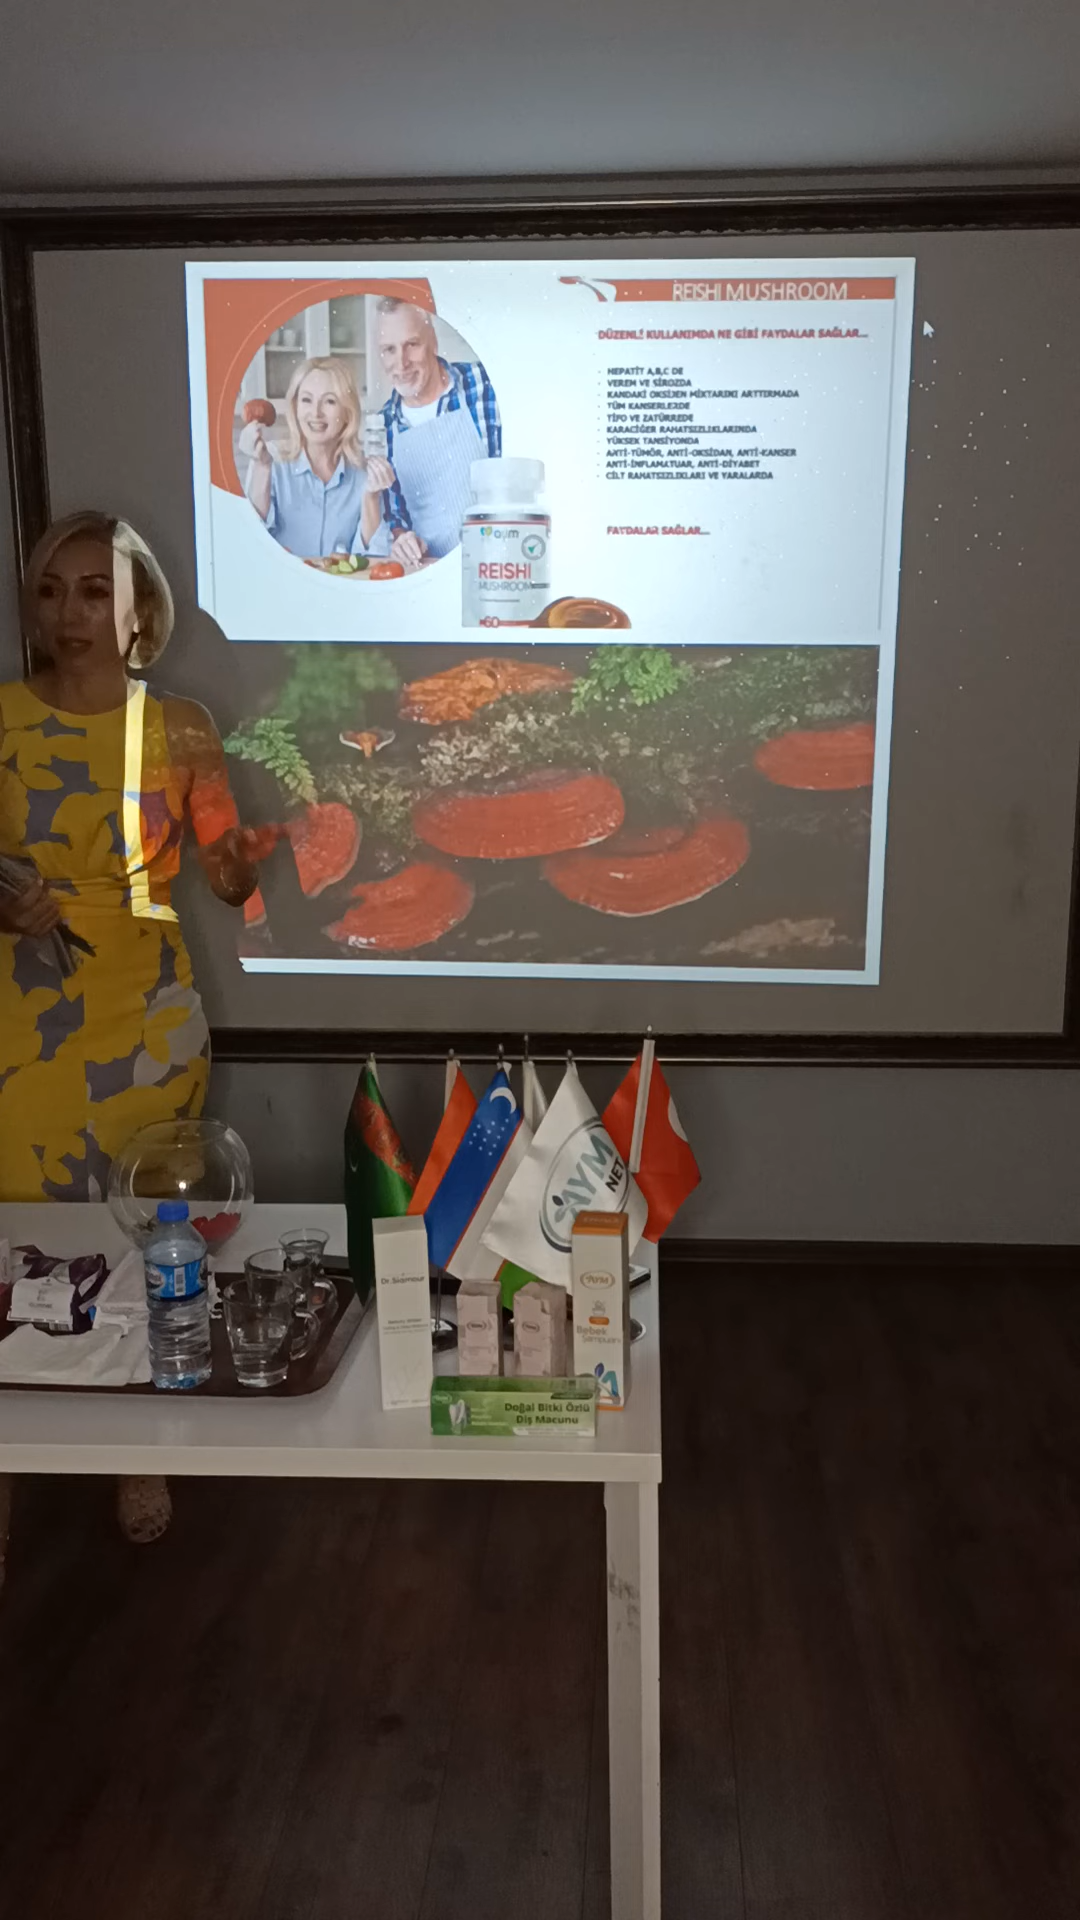 REISHI MUSHROOM
DÜZENLİ KULLANIMDA NE GİBİ FAYDALAR SAĞLAR...
· HEPATİT A,B,C DE
· VEREM VE SİROZDA
· KANDAKİ OKSİJEN MİKTARINI ARTTIRMADA
· TÜM KANSERLERDE
· TİFO VE ZATÜRREDE
· KARACİĞER RAHATSIZLIKLARINDA
· YÜKSEK TANSİYONDA
· ANTİ-TÜMÖR, ANTİ-OKSİDAN, ANTİ-KANSER
· ANTİ-İNFLAMATUAR, ANTİ-DİYABET
· CİLT RAHATSIZLIKLARI VE YARALARDA
FAYDALAR SAĞLAR...
REISHI
MUSHROOM
60
AYM
NET
Dr.
AYM
Bebek
Şampuanı
Doğal Bitki Özlü
Diş Macunu